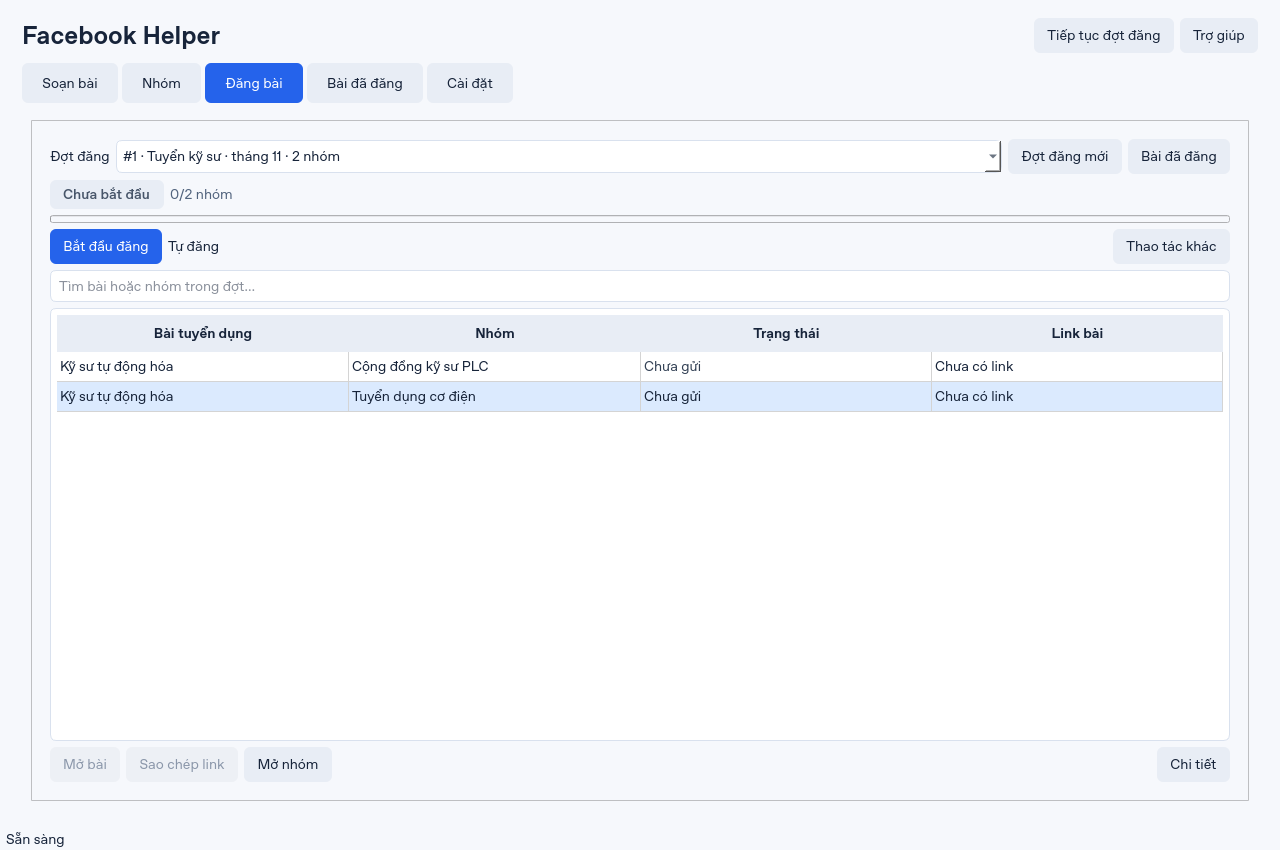 Facebook Helper
Tiếp tục đợt đăng
Trợ giúp
Soạn bài
Nhóm
Đăng bài
Bài đã đăng
Cài đặt
Đợt đăng
#1 · Tuyển kỹ sư · tháng 11 · 2 nhóm
Đợt đăng mới
Bài đã đăng
Chưa bắt đầu
0/2 nhóm
Bắt đầu đăng
Tự đăng
Thao tác khác
Tìm bài hoặc nhóm trong đợt...
Bài tuyển dụng Nhóm Trạng thái Link bài
Kỹ sư tự động hóa Cộng đồng kỹ sư PLC Chưa gửi Chưa có link
Kỹ sư tự động hóa Tuyển dụng cơ điện Chưa gửi Chưa có link
Mở bài
Sao chép link
Mở nhóm
Chi tiết
Sẵn sàng